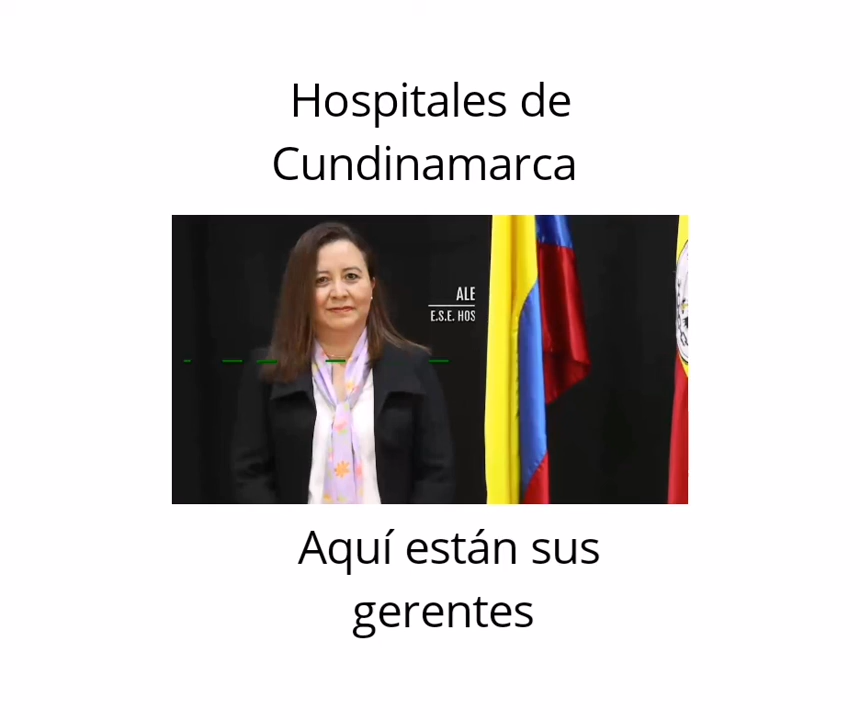 Hospitales de
Cundinamarca
ALE
E.S.E. HOS
Aquí están sus
gerentes